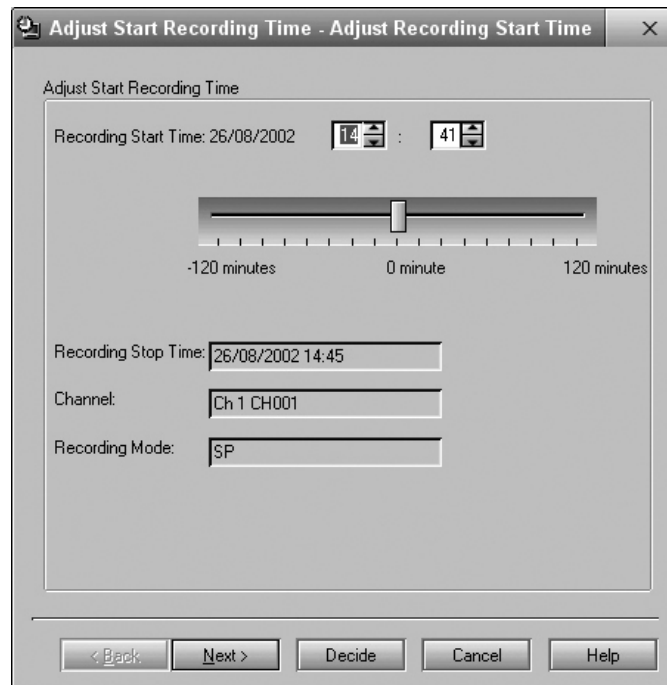 Adjust Start Recording Time - Adjust Recording Start Time
Adjust Start Recording Time
Recording Start Time: 26/08/2002 14 : 41
-120 minutes 0 minute 120 minutes
Recording Stop Time: 26/08/2002 14:45
Channel: Ch 1 CH001
Recording Mode: SP
< Back Next > Decide Cancel Help